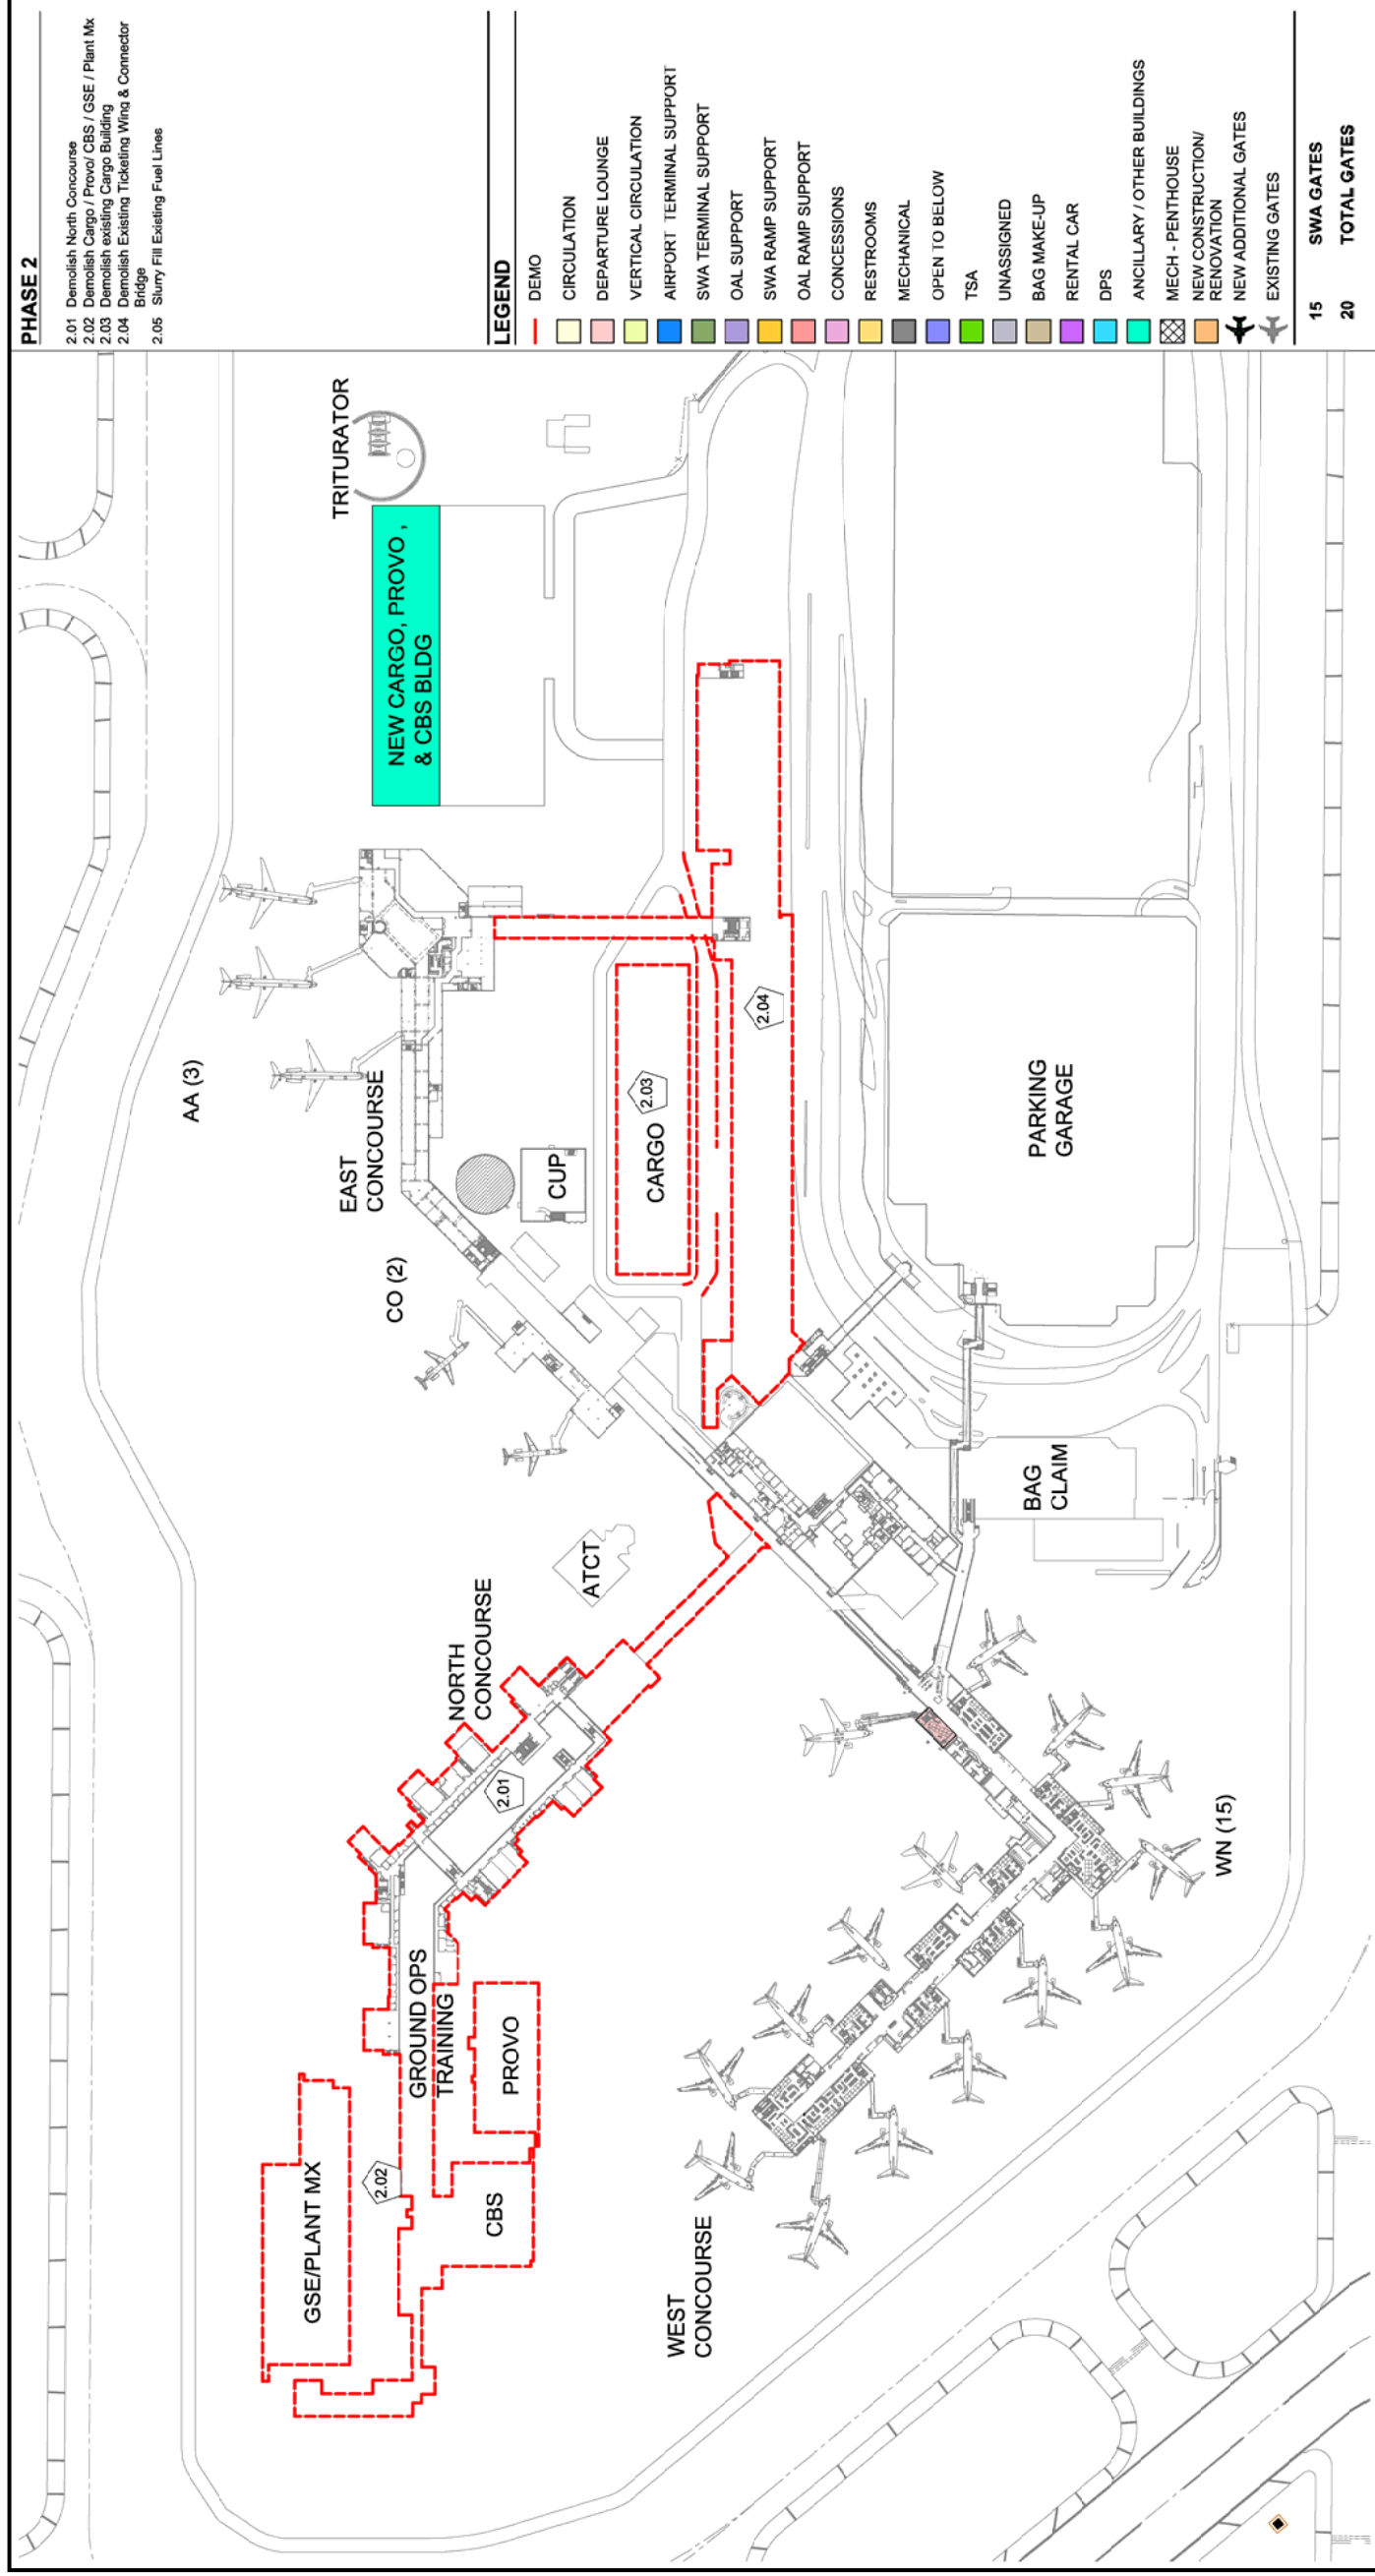 PHASE 2
2.01 Demolish North Concourse
2.02 Demolish Cargo / Provo/ CBS / GSE / Plant Mx
2.03 Demolish existing Cargo Building
2.04 Demolish Existing Ticketing Wing & Connector
Bridge
2.05 Slurry Fill Existing Fuel Lines
LEGEND
DEMO
CIRCULATION
DEPARTURE LOUNGE
VERTICAL CIRCULATION
AIRPORT TERMINAL SUPPORT
SWA TERMINAL SUPPORT
OAL SUPPORT
SWA RAMP SUPPORT
OAL RAMP SUPPORT
CONCESSIONS
RESTROOMS
MECHANICAL
OPEN TO BELOW
TSA
UNASSIGNED
BAG MAKE-UP
RENTAL CAR
DPS
ANCILLARY / OTHER BUILDINGS
MECH - PENTHOUSE
NEW CONSTRUCTION/
RENOVATION
NEW ADDITIONAL GATES
EXISTING GATES
15 SWA GATES
20 TOTAL GATES
TRITURATOR
NEW CARGO, PROVO ,
& CBS BLDG
AA (3)
EAST
CONCOURSE
CO (2)
CUP
CARGO
2.03
2.04
PARKING
GARAGE
BAG
CLAIM
ATCT
NORTH
CONCOURSE
2.01
GROUND OPS
TRAINING
PROVO
GSE/PLANT MX
2.02
CBS
WEST
CONCOURSE
WN (15)